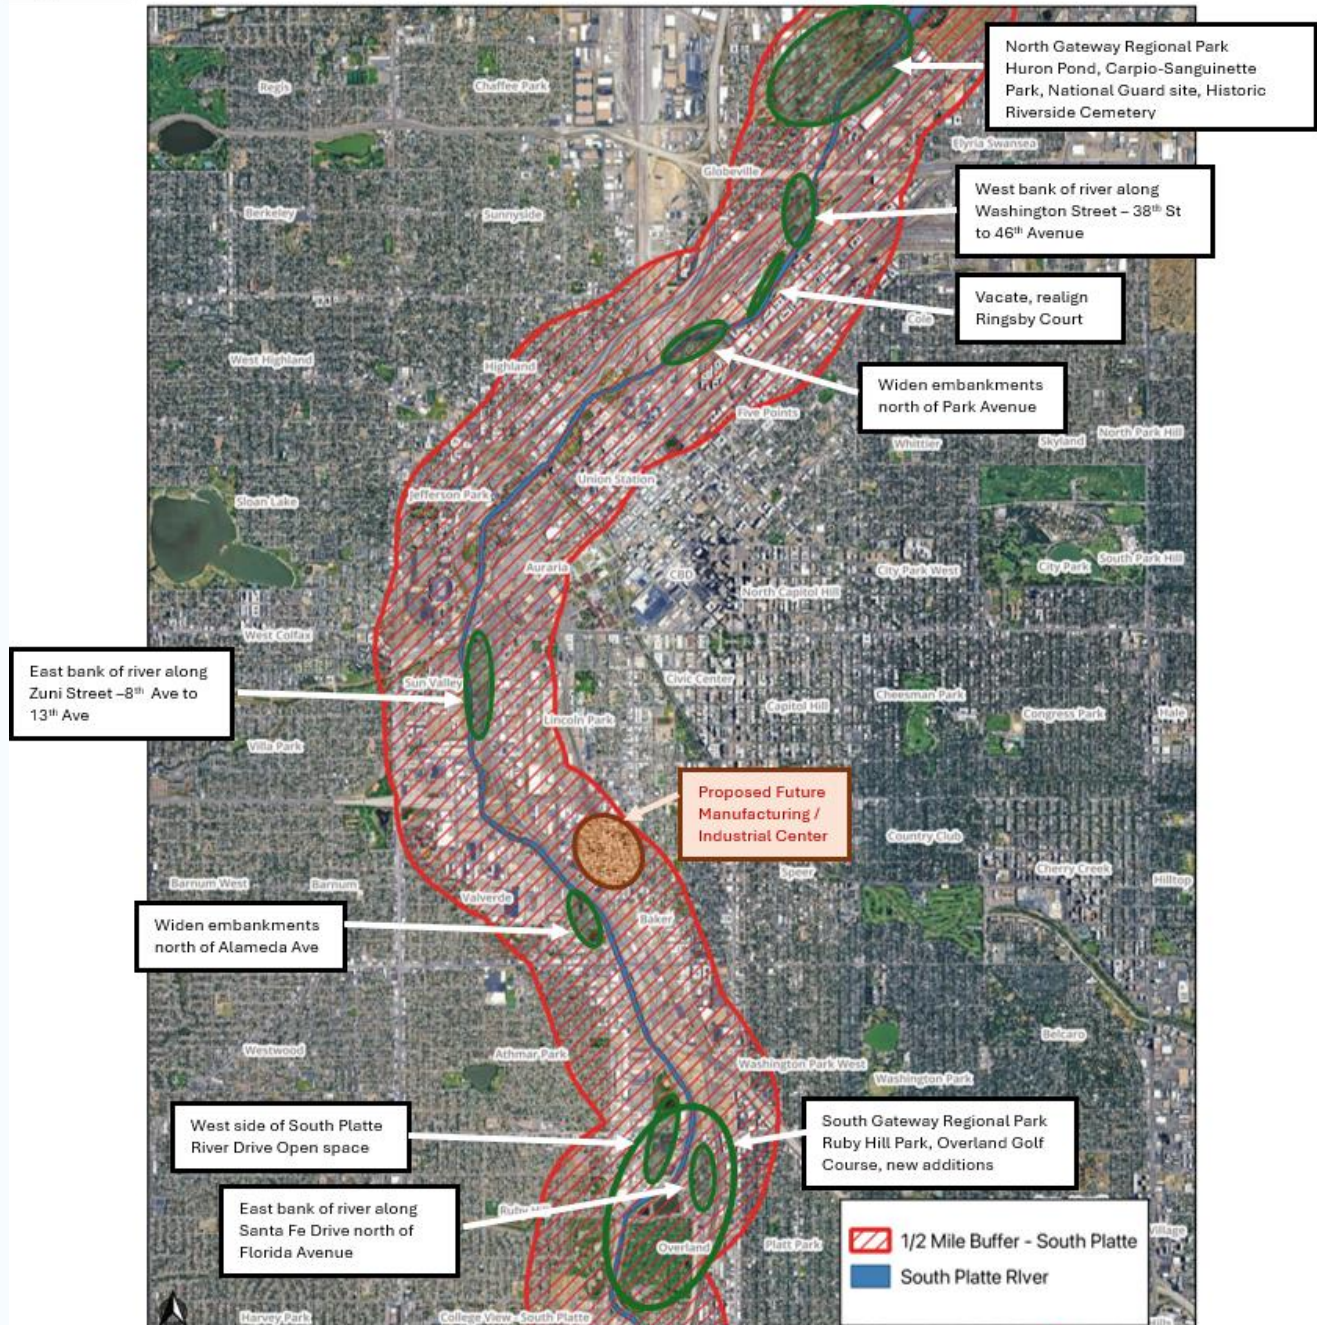 North Gateway Regional Park
Huron Pond, Carpio-Sanguinette
Park, National Guard site, Historic
Riverside Cemetery
Regis
Chaffee Park
Elyria Swansea
Globeville
West bank of river along
Washington Street – 38th St
to 46th Avenue
Berkeley
Sunnyside
Vacate, realign
Ringsby Court
Cole
West Highland
Highland
Widen embankments
north of Park Avenue
Five Points
Whittier
Skyland
North Park Hill
Union Station
Jefferson Park
Sloan Lake
Auraria
CBD
City Park West
City Park
South Park Hill
North Capitol Hill
West Colfax
East bank of river along
Zuni Street –8th Ave to
13th Ave
Sun Valley
Civic Center
Cheesman Park
Lincoln Park
Capitol Hill
Congress Park
Hale
Villa Park
Proposed Future
Manufacturing /
Industrial Center
Country Club
Cherry Creek
Speer
Hilltop
Barnum West
Barnum
Valverde
Baker
Widen embankments
north of Alameda Ave
Belcaro
Westwood
Athmar Park
Washington Park West
Washington Park
West side of South Platte
River Drive Open space
South Gateway Regional Park
Ruby Hill Park, Overland Golf
Course, new additions
East bank of river along
Santa Fe Drive north of
Florida Avenue
Ruby Hill
Overland
Platt Park
Village
1/2 Mile Buffer - South Platte
South Platte RIver
Harvey Park
College View - South Platte